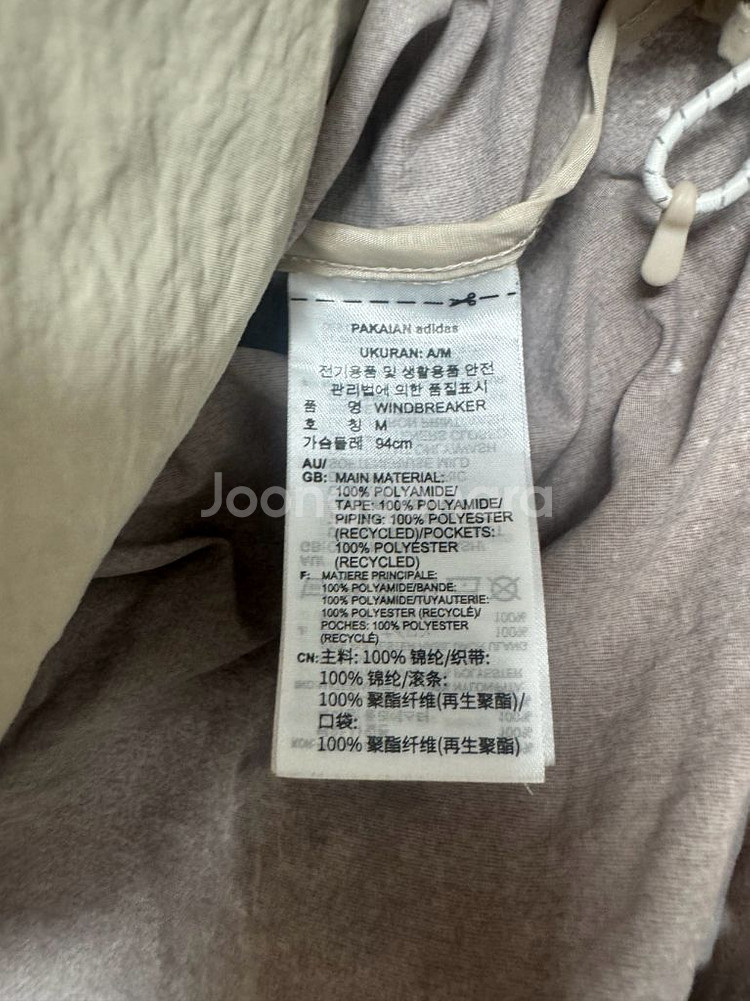 PAKAIAN adidas
UKURAN: A/M
전기용품 및 생활용품 안전
관리법에 의한 품질표시
품 명 WINDBREAKER
호 칭 M
가슴둘레 94cm
AU/
GB: MAIN MATERIAL:
100% POLYAMIDE/
TAPE: 100% POLYAMIDE/
PIPING: 100% POLYESTER
(RECYCLED)/POCKETS:
100% POLYESTER
(RECYCLED)
F: MATIERE PRINCIPALE:
100% POLYAMIDE/BANDE:
100% POLYAMIDE/TUYAUTERIE:
100% POLYESTER (RECYCLÉ)/
POCHES: 100% POLYESTER
(RECYCLÉ)
CN: 主料: 100% 锦纶/织带:
100% 锦纶/滚条:
100% 聚酯纤维(再生聚酯)/
口袋:
100% 聚酯纤维(再生聚酯)